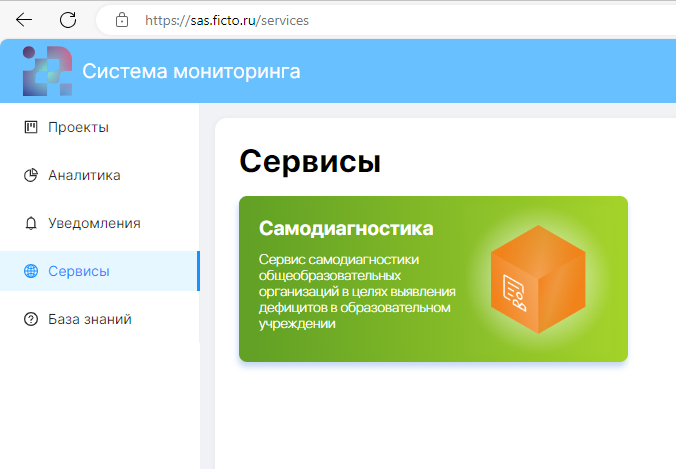 https://sas.ficto.ru/services
Система мониторинга
Проекты
Аналитика
Уведомления
Сервисы
База знаний
Сервисы
Самодиагностика
Сервис самодиагностики
общеобразовательных
организаций в целях выявления
дефицитов в образовательном
учреждении